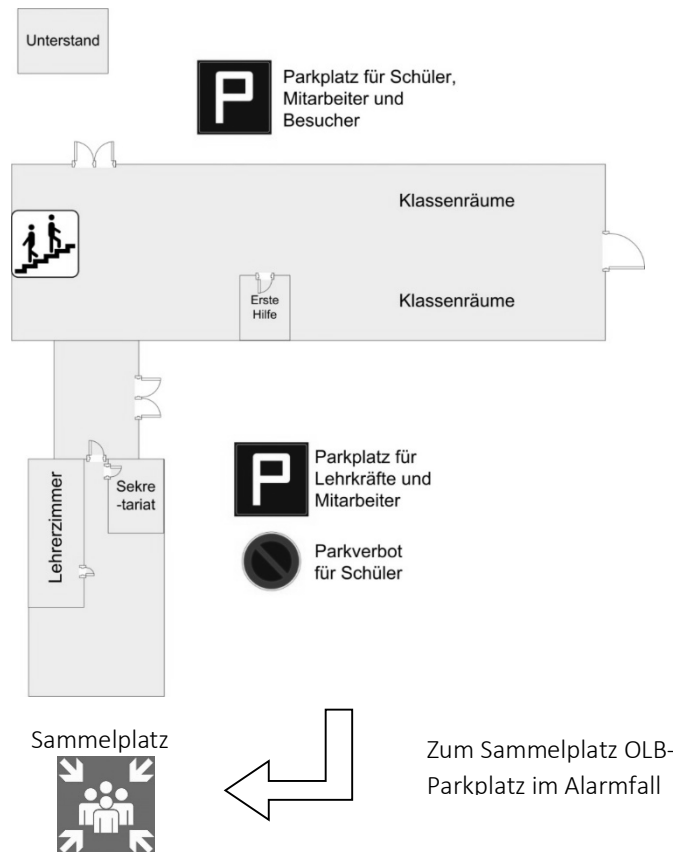 Unterstand
P
Parkplatz für Schüler,
Mitarbeiter und
Besucher
Klassenräume
Erste
Hilfe
Klassenräume
Lehrerzimmer
Sekre
-tariat
P
Parkplatz für
Lehrkräfte und
Mitarbeiter
Parkverbot
für Schüler
Sammelplatz
Zum Sammelplatz OLB-
Parkplatz im Alarmfall